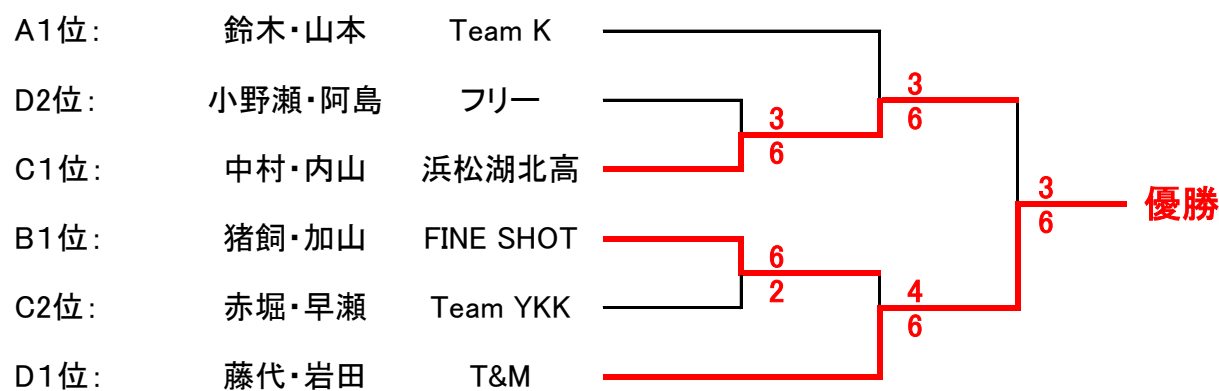 A1位： 鈴木・山本 Team K
3
D2位： 小野瀬・阿島 フリー
6
3
6
C1位： 中村・内山 浜松湖北高
3
優勝
6
B1位： 猪飼・加山 FINE SHOT
6
2
4
C2位： 赤堀・早瀬 Team YKK
6
D1位： 藤代・岩田 T&M